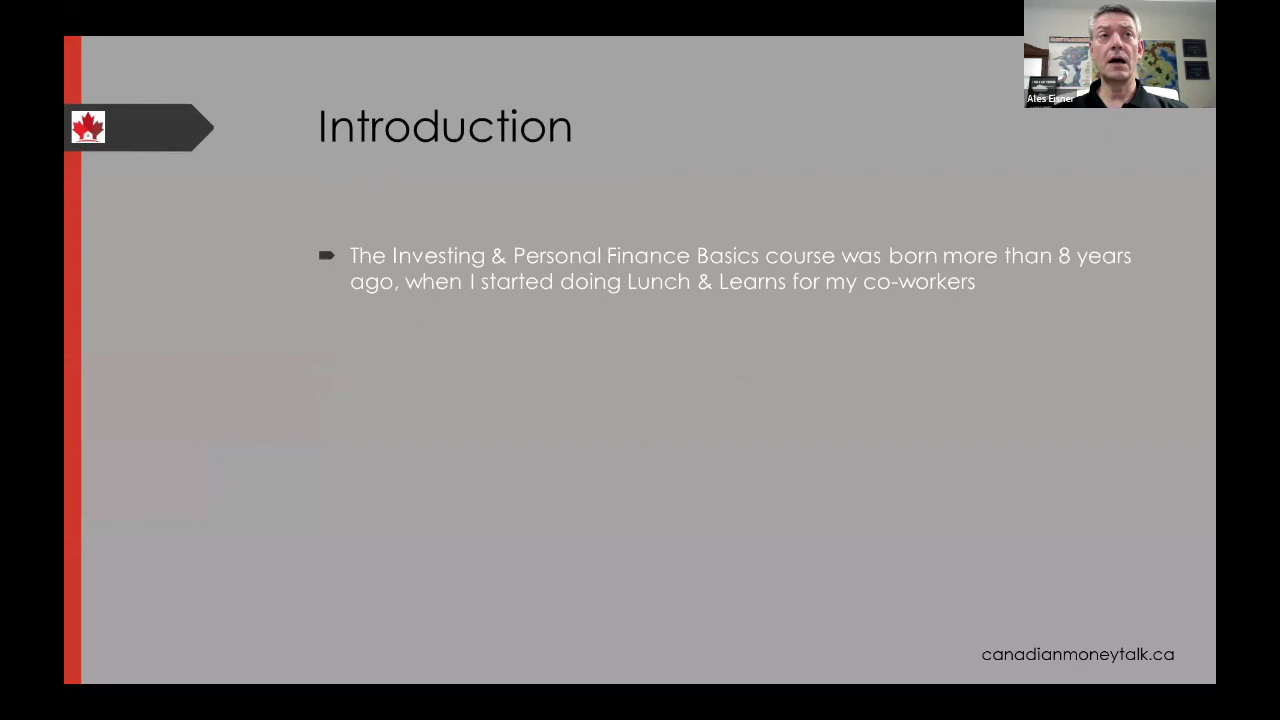 Ales Eisner
Introduction
The Investing & Personal Finance Basics course was born more than 8 years
ago, when I started doing Lunch & Learns for my co-workers
canadianmoneytalk.ca